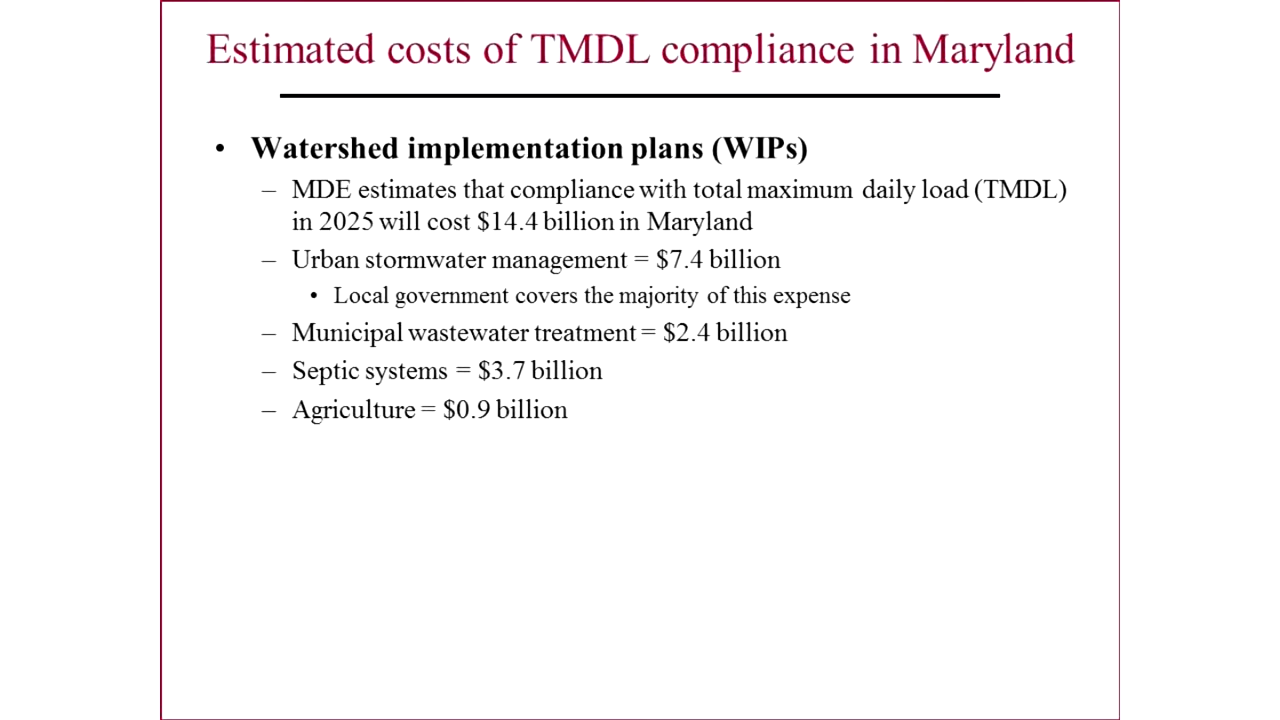 Estimated costs of TMDL compliance in Maryland
• Watershed implementation plans (WIPs)
– MDE estimates that compliance with total maximum daily load (TMDL)
in 2025 will cost $14.4 billion in Maryland
– Urban stormwater management = $7.4 billion
• Local government covers the majority of this expense
– Municipal wastewater treatment = $2.4 billion
– Septic systems = $3.7 billion
– Agriculture = $0.9 billion